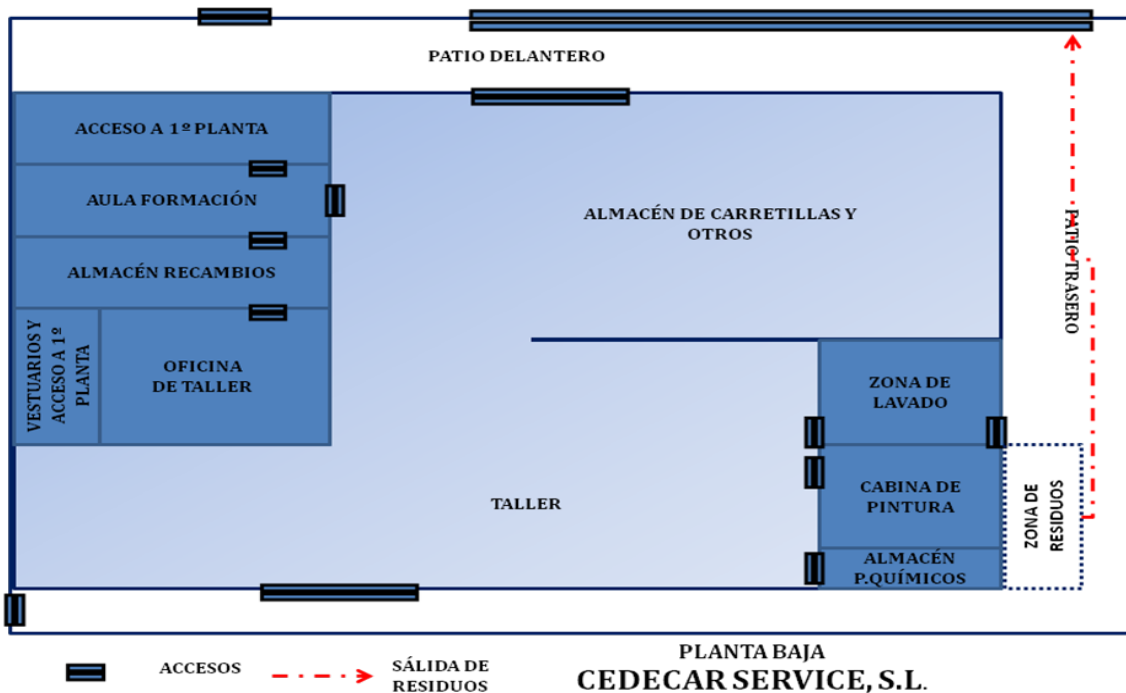 PATIO DELANTERO
ACCESO A 1º PLANTA
AULA FORMACIÓN
ALMACÉN RECAMBIOS
VESTUARIOS Y
ACCESO A 1º
PLANTA
OFICINA
DE TALLER
ALMACÉN DE CARRETILLAS Y
OTROS
PATIO TRASERO
ZONA DE
LAVADO
CABINA DE
PINTURA
ALMACÉN
P.QUÍMICOS
ZONA DE
RESIDUOS
TALLER
ACCESOS
SÁLIDA DE
RESIDUOS
PLANTA BAJA
CEDECAR SERVICE, S.L.